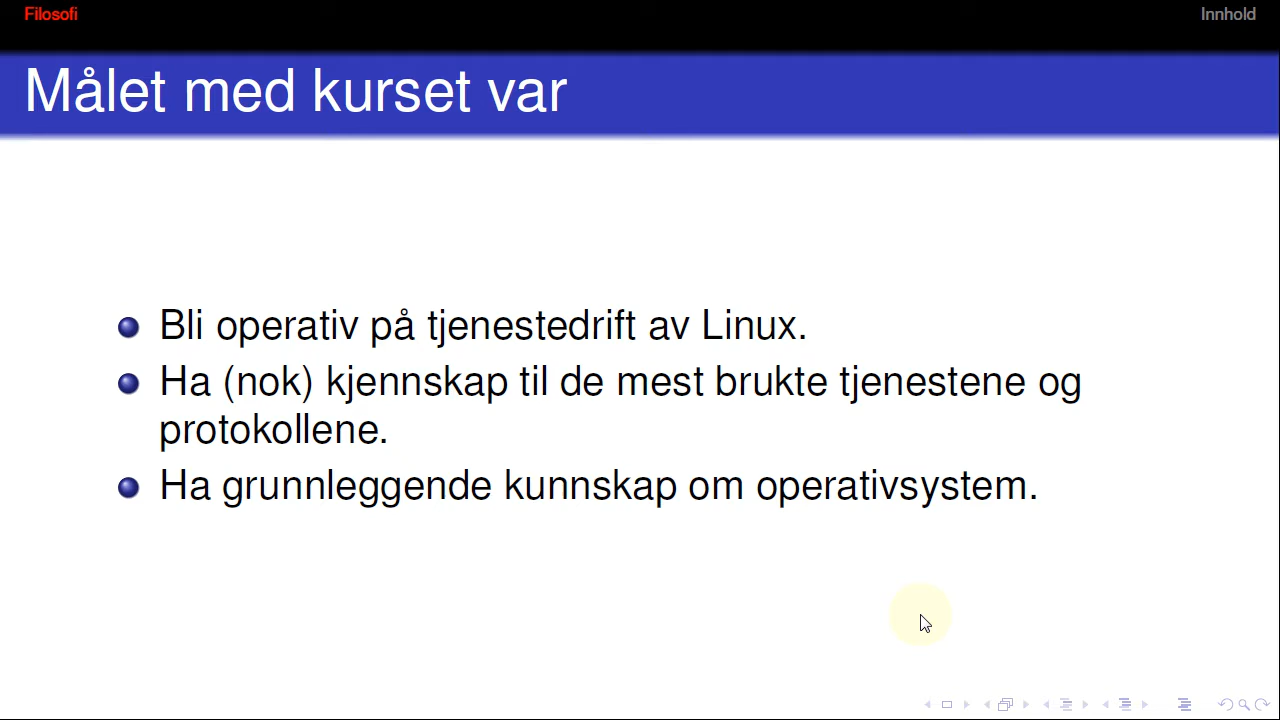 Filosofi
Innhold
Målet med kurset var
Bli operativ på tjenestedrift av Linux.
Ha (nok) kjennskap til de mest brukte tjenestene og
protokollene.
Ha grunnleggende kunnskap om operativsystem.